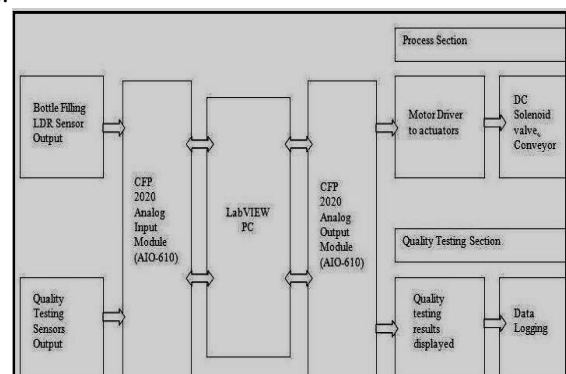 Process Section
Bottle Filling
LDR Sensor
Output
CFP
2020
Analog
Input
Module
(AIO-610)
LabVIEW
PC
CFP
2020
Analog
Output
Module
(AIO-610)
Motor Driver
to actuators
DC
Solenoid
valve,
Conveyor
Quality Testing Section
Quality
Testing
Sensors
Output
Quality
testing
results
displayed
Data
Logging